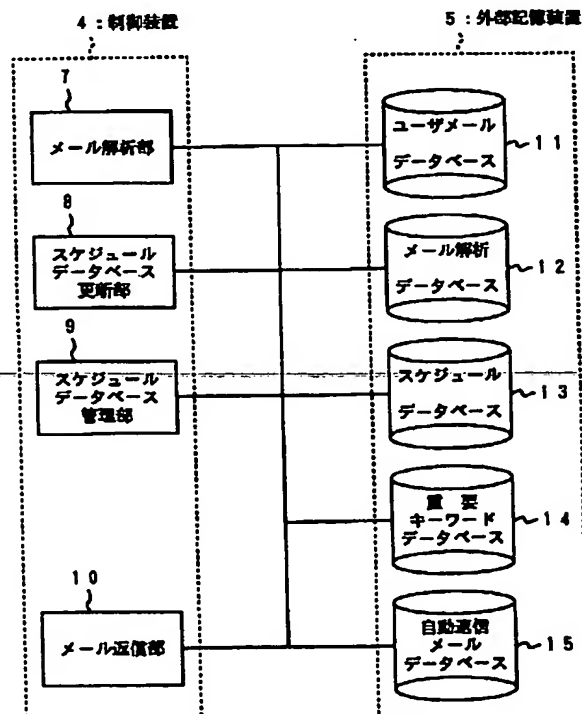 4 : 制御装置
5 : 外部記憶装置
7
メール解析部
ユーザメール
データベース
11
8
スケジュール
データベース
更新部
メール解析
データベース
12
9
スケジュール
データベース
管理部
スケジュール
データベース
13
重要
キーワード
データベース
14
10
メール返信部
自動返信
メール
データベース
15